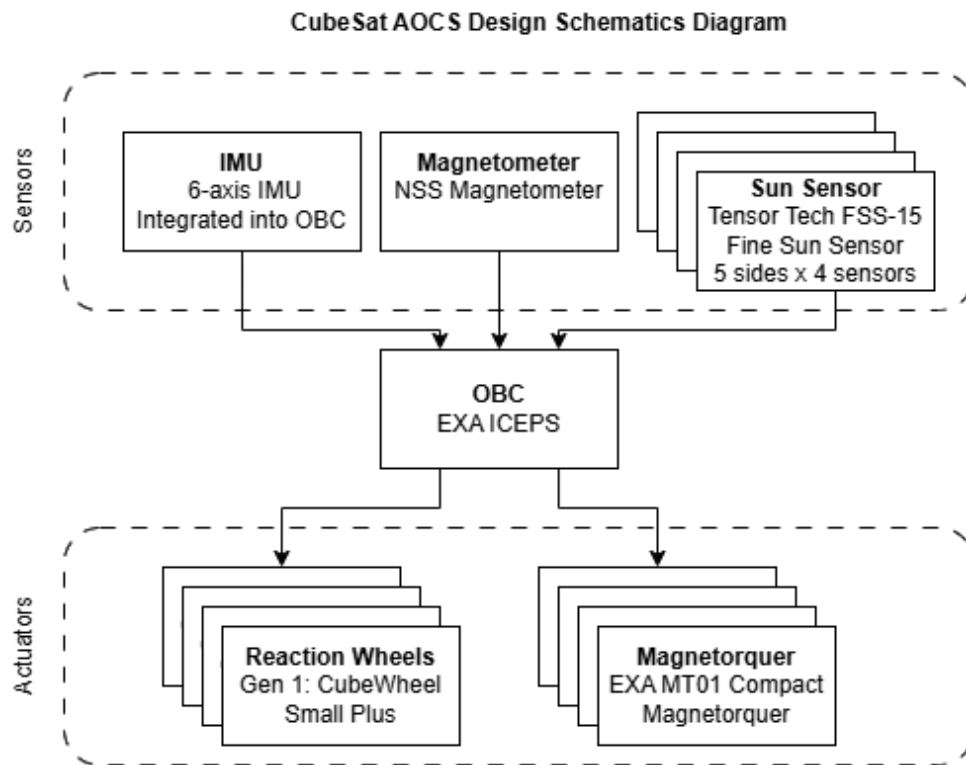 CubeSat AOCS Design Schematics Diagram
Sensors
IMU
6-axis IMU
Integrated into OBC
Magnetometer
NSS Magnetometer
Sun Sensor
Tensor Tech FSS-15
Fine Sun Sensor
5 sides x 4 sensors
OBC
EXA ICEPS
Actuators
Reaction Wheels
Gen 1: CubeWheel
Small Plus
Magnetorquer
EXA MT01 Compact
Magnetorquer